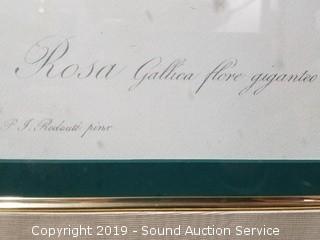 Rosa Gallica flore giganteo
P. J. Redouté pinx
Copyright 2019 - Sound Auction Service